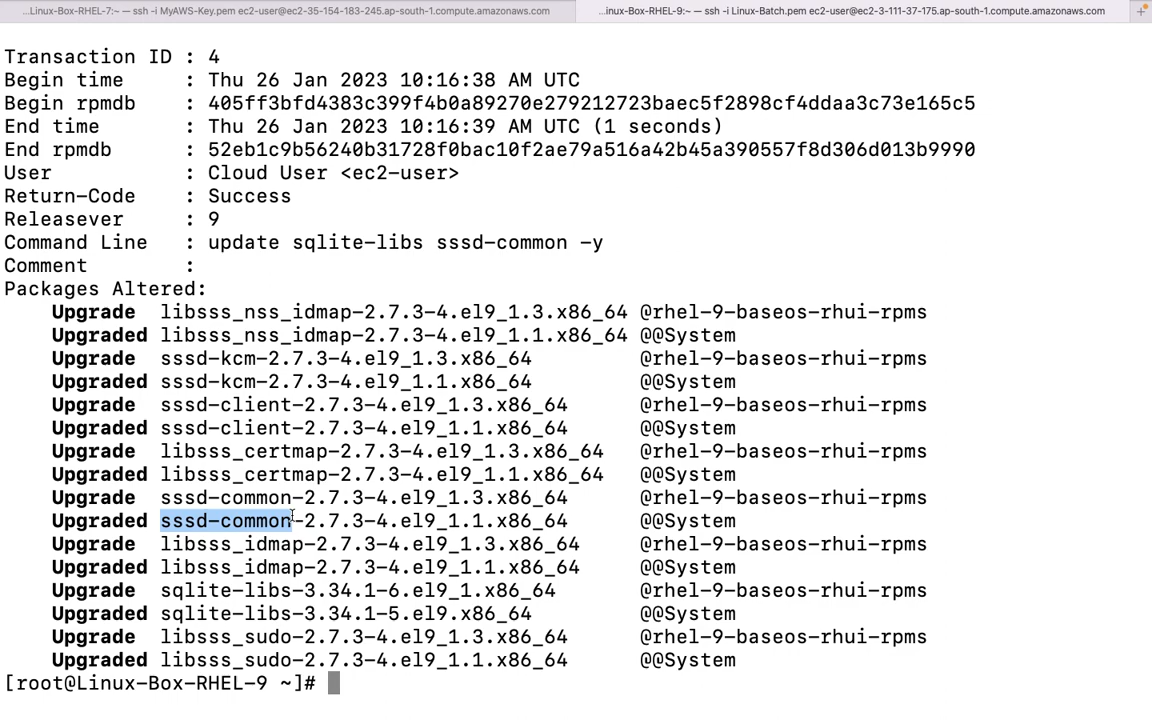 ...Linux-Box-RHEL-7:~ — ssh -i MyAWS-Key.pem ec2-user@ec2-35-154-183-245.ap-south-1.compute.amazonaws.com
...inux-Box-RHEL-9:~ — ssh -i Linux-Batch.pem ec2-user@ec2-3-111-37-175.ap-south-1.compute.amazonaws.com
Transaction ID : 4
Begin time     : Thu 26 Jan 2023 10:16:38 AM UTC
Begin rpmdb    : 405ff3bfd4383c399f4b0a89270e279212723baec5f2898cf4ddaa3c73e165c5
End time       : Thu 26 Jan 2023 10:16:39 AM UTC (1 seconds)
End rpmdb      : 52eb1c9b56240b31728f0bac10f2ae79a516a42b45a390557f8d306d013b9990
User           : Cloud User <ec2-user>
Return-Code    : Success
Releasever     : 9
Command Line   : update sqlite-libs sssd-common -y
Comment        :
Packages Altered:
    Upgrade  libsss_nss_idmap-2.7.3-4.el9_1.3.x86_64 @rhel-9-baseos-rhui-rpms
    Upgraded libsss_nss_idmap-2.7.3-4.el9_1.1.x86_64 @@System
    Upgrade  sssd-kcm-2.7.3-4.el9_1.3.x86_64         @rhel-9-baseos-rhui-rpms
    Upgraded sssd-kcm-2.7.3-4.el9_1.1.x86_64         @@System
    Upgrade  sssd-client-2.7.3-4.el9_1.3.x86_64      @rhel-9-baseos-rhui-rpms
    Upgraded sssd-client-2.7.3-4.el9_1.1.x86_64      @@System
    Upgrade  libsss_certmap-2.7.3-4.el9_1.3.x86_64   @rhel-9-baseos-rhui-rpms
    Upgraded libsss_certmap-2.7.3-4.el9_1.1.x86_64   @@System
    Upgrade  sssd-common-2.7.3-4.el9_1.3.x86_64      @rhel-9-baseos-rhui-rpms
    Upgraded sssd-common-2.7.3-4.el9_1.1.x86_64      @@System
    Upgrade  libsss_idmap-2.7.3-4.el9_1.3.x86_64     @rhel-9-baseos-rhui-rpms
    Upgraded libsss_idmap-2.7.3-4.el9_1.1.x86_64     @@System
    Upgrade  sqlite-libs-3.34.1-6.el9_1.x86_64       @rhel-9-baseos-rhui-rpms
    Upgraded sqlite-libs-3.34.1-5.el9.x86_64         @@System
    Upgrade  libsss_sudo-2.7.3-4.el9_1.3.x86_64      @rhel-9-baseos-rhui-rpms
    Upgraded libsss_sudo-2.7.3-4.el9_1.1.x86_64      @@System
[root@Linux-Box-RHEL-9 ~]#